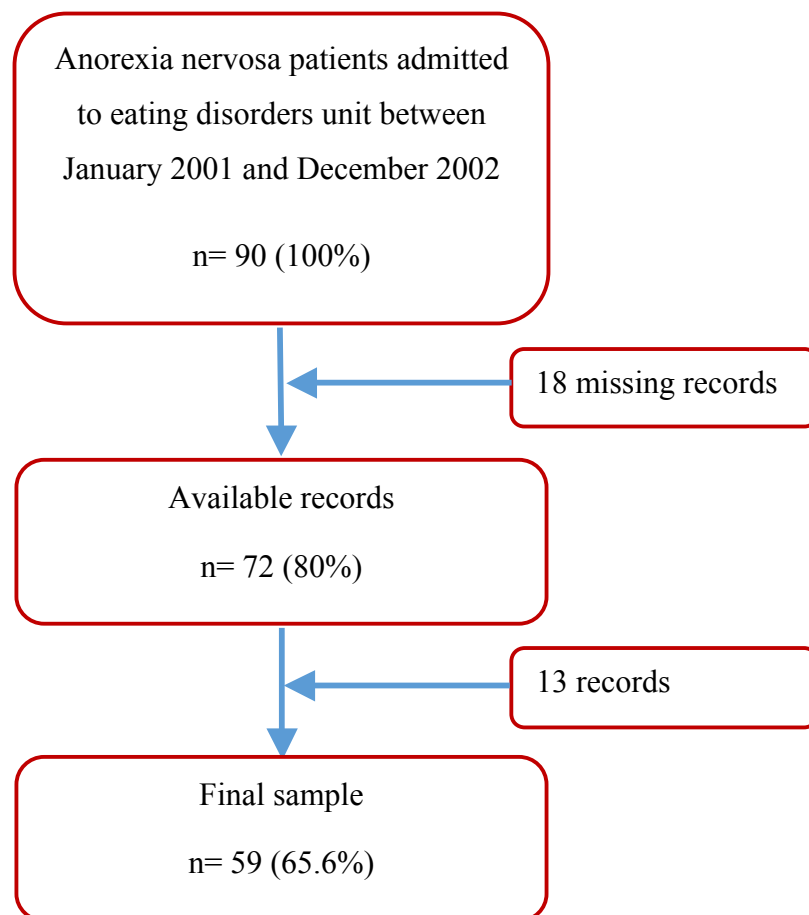 Anorexia nervosa patients admitted
to eating disorders unit between
January 2001 and December 2002
n= 90 (100%)
18 missing records
Available records
n= 72 (80%)
13 records
Final sample
n= 59 (65.6%)